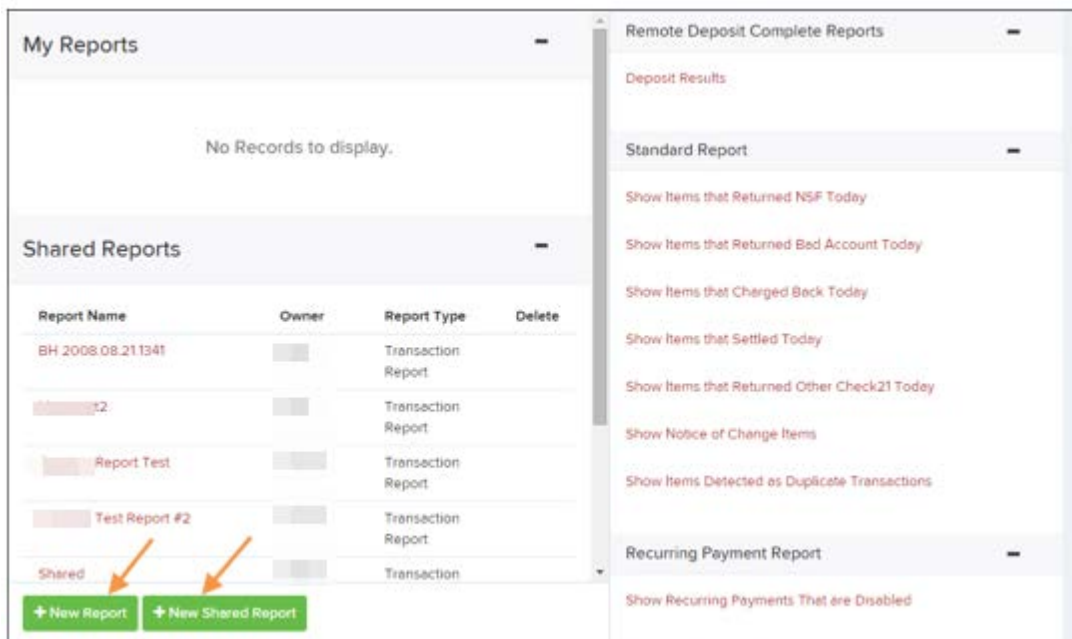 My Reports
No Records to display.
Shared Reports
Report Name Owner Report Type Delete
BH 2008.08.21.1341 Transaction
Report
Transaction
Report
Report Test Transaction
Report
Test Report #2 Transaction
Report
Shared Transaction
+ New Report + New Shared Report
Remote Deposit Complete Reports
Deposit Results
Standard Report
Show Items that Returned NSF Today
Show Items that Returned Bad Account Today
Show Items that Charged Back Today
Show Items that Settled Today
Show Items that Returned Other Check21 Today
Show Notice of Change Items
Show Items Detected as Duplicate Transactions
Recurring Payment Report
Show Recurring Payments That are Disabled